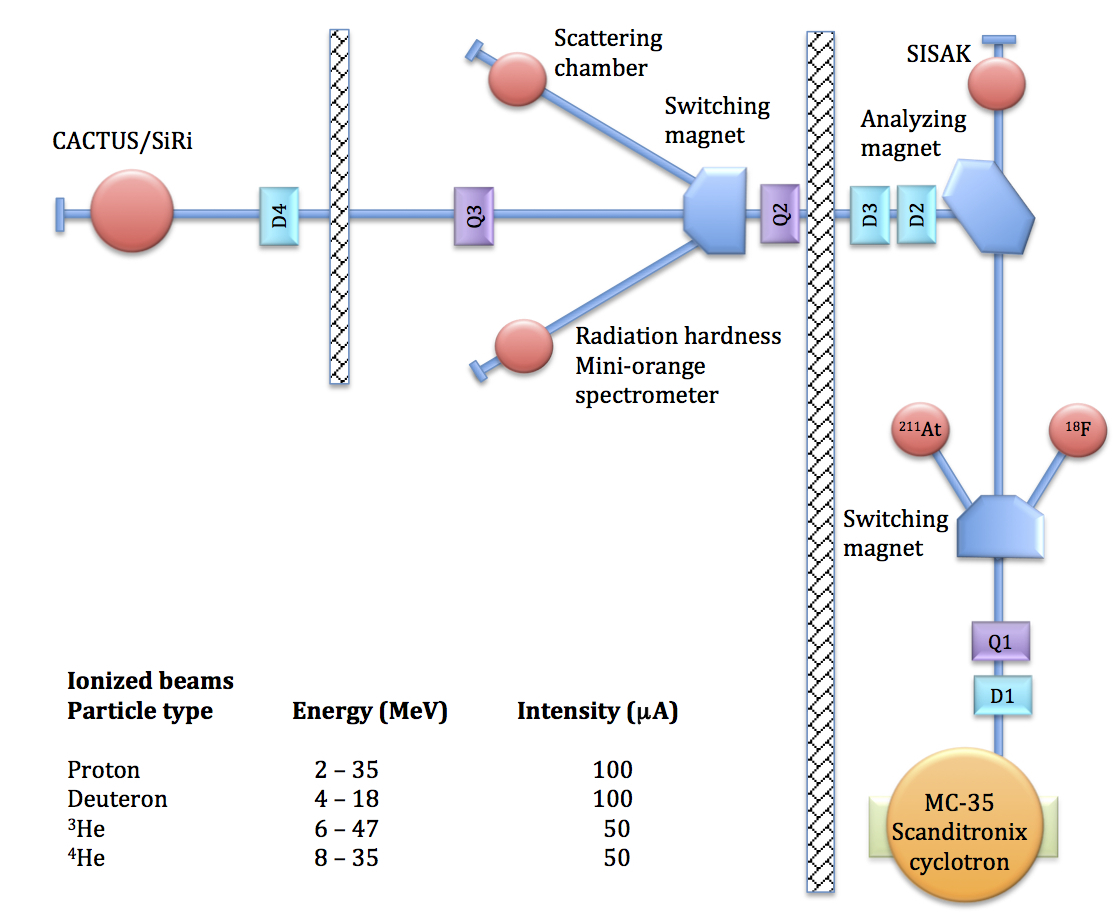 Scattering
chamber
SISAK
Switching
magnet
Analyzing
magnet
CACTUS/SiRi
D4
Q3
Q2
D3
D2
Radiation hardness
Mini-orange
spectrometer
²¹¹At
¹⁸F
Switching
magnet
Q1
D1
Ionized beams
Particle type Energy (MeV) Intensity (μA)
Proton 2 – 35 100
Deuteron 4 – 18 100
³He 6 – 47 50
⁴He 8 – 35 50
MC-35
Scanditronix
cyclotron